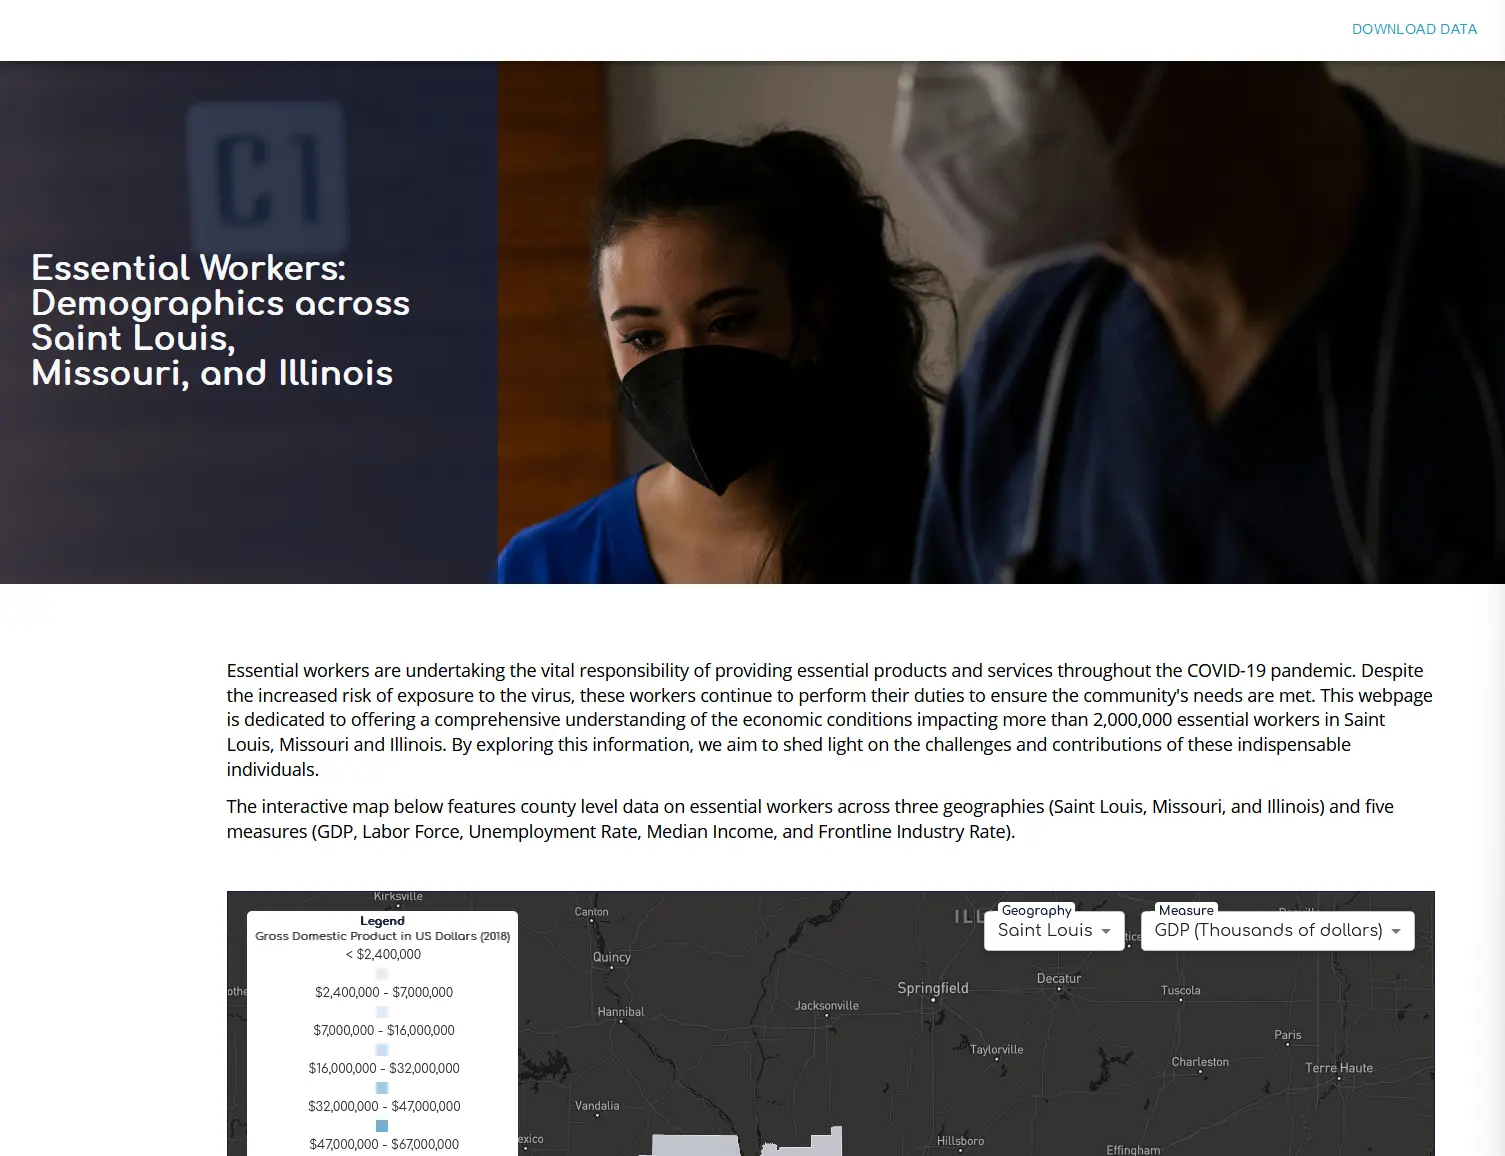 DOWNLOAD DATA
C1
Essential Workers:
Demographics across
Saint Louis,
Missouri, and Illinois
Essential workers are undertaking the vital responsibility of providing essential products and services throughout the COVID-19 pandemic. Despite
the increased risk of exposure to the virus, these workers continue to perform their duties to ensure the community's needs are met. This webpage
is dedicated to offering a comprehensive understanding of the economic conditions impacting more than 2,000,000 essential workers in Saint
Louis, Missouri and Illinois. By exploring this information, we aim to shed light on the challenges and contributions of these indispensable
individuals.
The interactive map below features county level data on essential workers across three geographies (Saint Louis, Missouri, and Illinois) and five
measures (GDP, Labor Force, Unemployment Rate, Median Income, and Frontline Industry Rate).
Legend
Gross Domestic Product in US Dollars (2018)
< $2,400,000
$2,400,000 - $7,000,000
$7,000,000 - $16,000,000
$16,000,000 - $32,000,000
$32,000,000 - $47,000,000
$47,000,000 - $67,000,000
Geography
Saint Louis
Measure
GDP (Thousands of dollars)
Kirksville
Canton
Quincy
Hannibal
Jacksonville
Springfield
Decatur
Tuscola
Paris
Taylorville
Charleston
Terre Haute
Vandalia
Hillsboro
Effingham